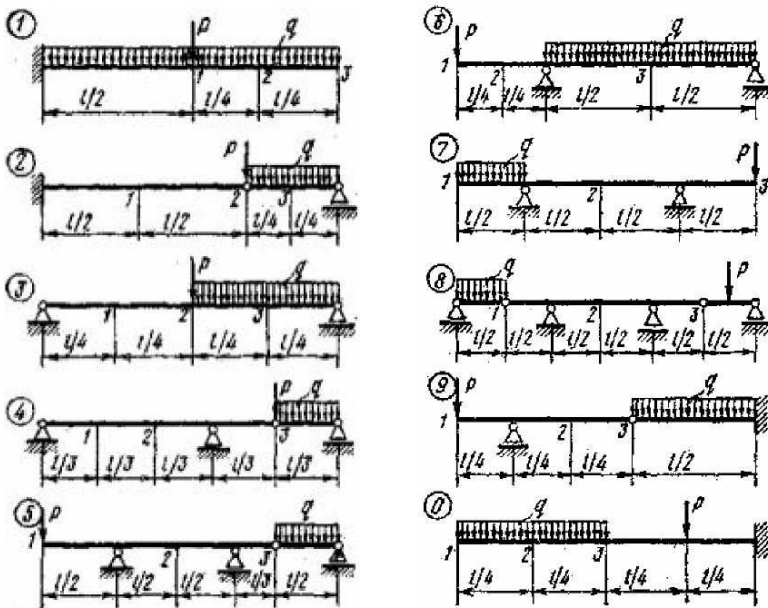 1
P
q
1 2 3
l/2 l/4 l/4
2
P
q
1 2 3
l/2 l/2 l/4 l/4
3
P
q
1 2 3
l/4 l/4 l/4 l/4
4
P
q
1 2 3
l/3 l/3 l/3 l/3 l/3
5
P
q
1 2 3
l/2 l/2 l/2 l/3 l/2
6
P
q
1 2 3
l/4 l/4 l/2 l/2
7
q
P
1 2 3
l/2 l/2 l/2 l/2
8
q
P
1 2 3
l/2 l/2 l/2 l/2 l/2 l/2
9
P
q
1 2 3
l/4 l/4 l/4 l/2
0
q
P
1 2 3
l/4 l/4 l/4 l/4